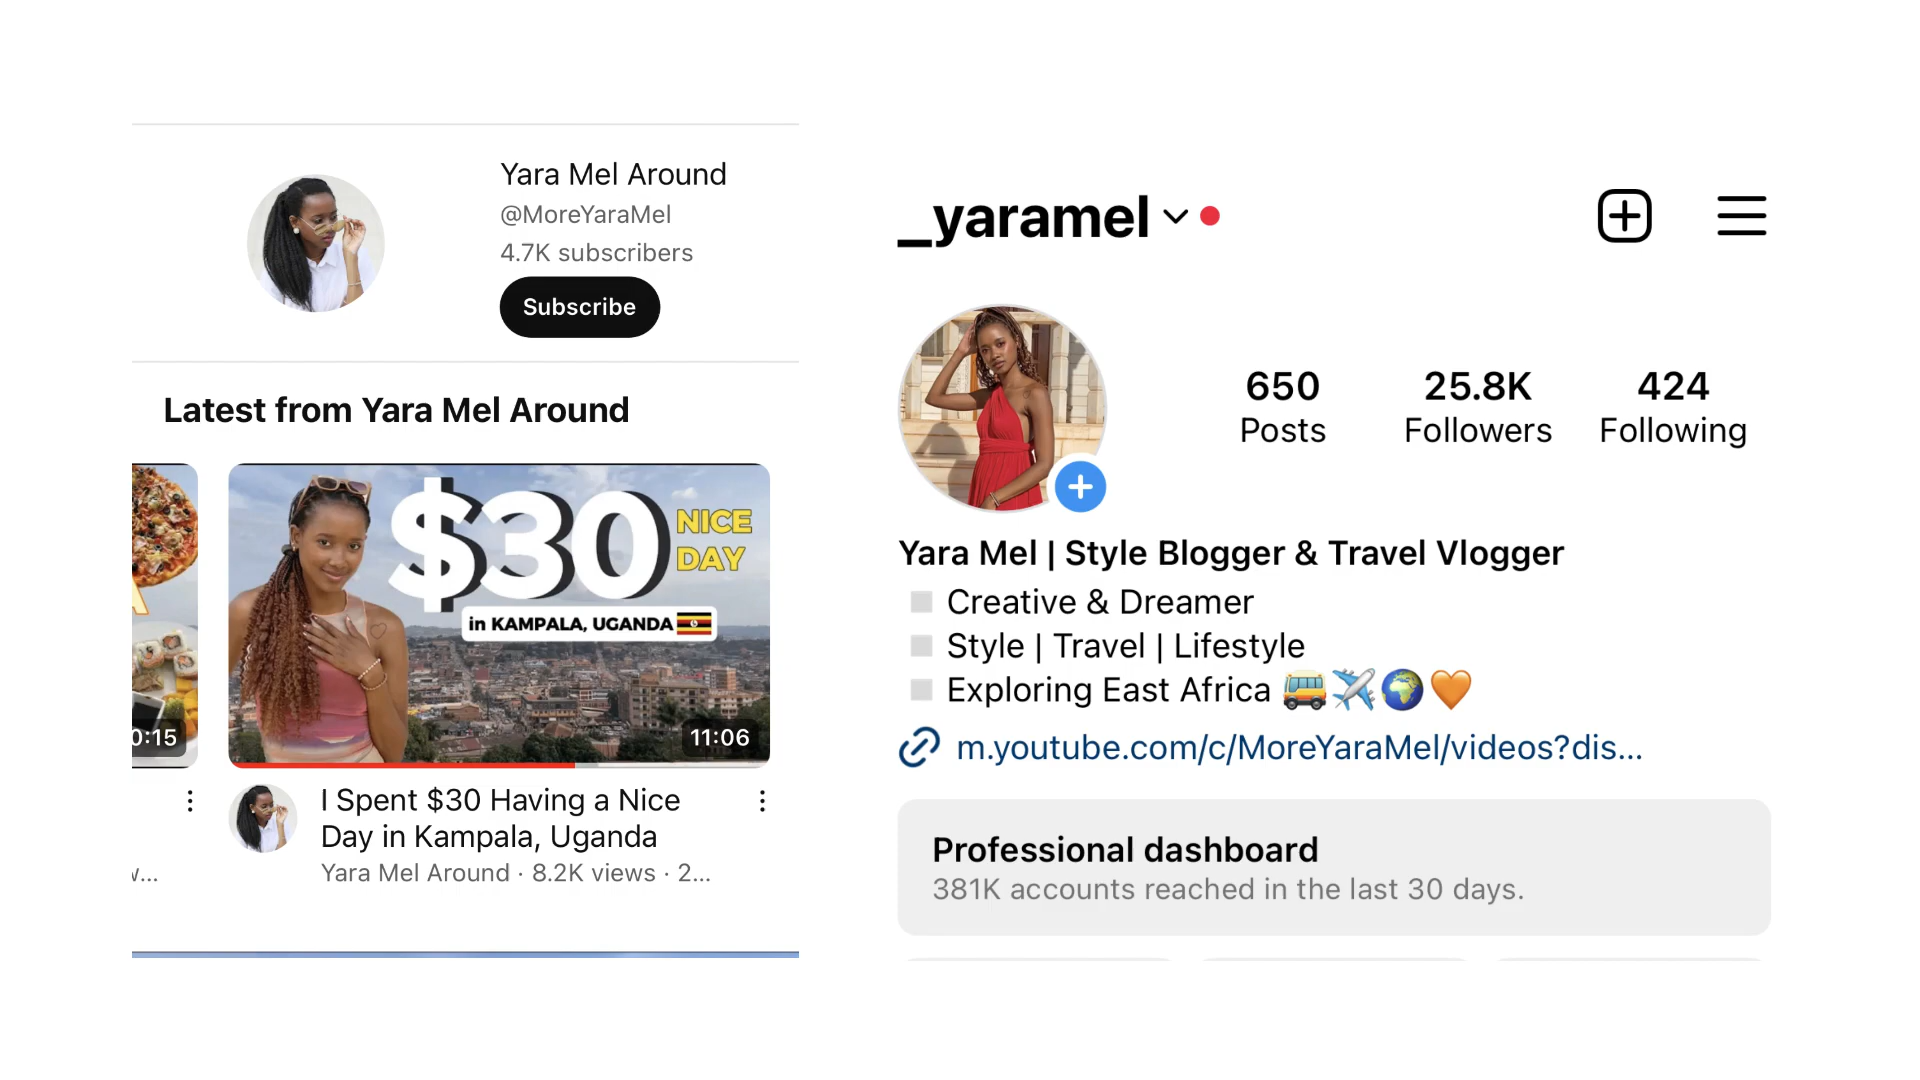 Yara Mel Around
@MoreYaraMel
4.7K subscribers
Subscribe
Latest from Yara Mel Around
$30
NICE
DAY
in KAMPALA, UGANDA
0:15
11:06
I Spent $30 Having a Nice
Day in Kampala, Uganda
Yara Mel Around · 8.2K views · 2...
_yaramel
650
Posts
25.8K
Followers
424
Following
Yara Mel | Style Blogger & Travel Vlogger
Creative & Dreamer
Style | Travel | Lifestyle
Exploring East Africa 🚐✈️🌍🧡
m.youtube.com/c/MoreYaraMel/videos?dis...
Professional dashboard
381K accounts reached in the last 30 days.